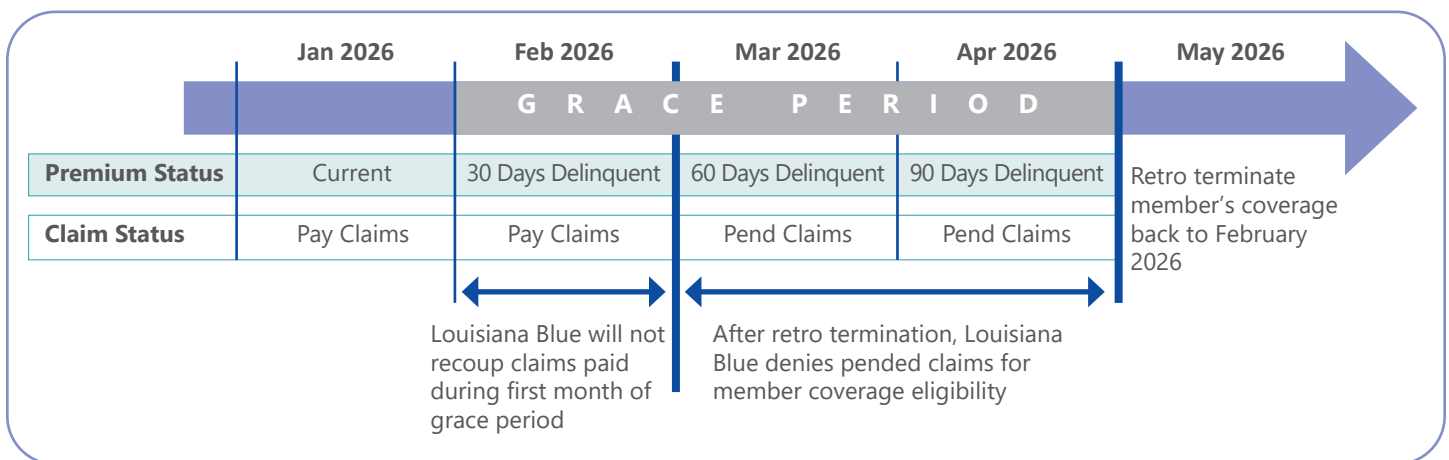 Jan 2026 Feb 2026 Mar 2026 Apr 2026 May 2026
G R A C E P E R I O D
Premium Status Current 30 Days Delinquent 60 Days Delinquent 90 Days Delinquent
Claim Status Pay Claims Pay Claims Pend Claims Pend Claims
Retro terminate
member’s coverage
back to February
2026
Louisiana Blue will not
recoup claims paid
during first month of
grace period
After retro termination, Louisiana
Blue denies pended claims for
member coverage eligibility